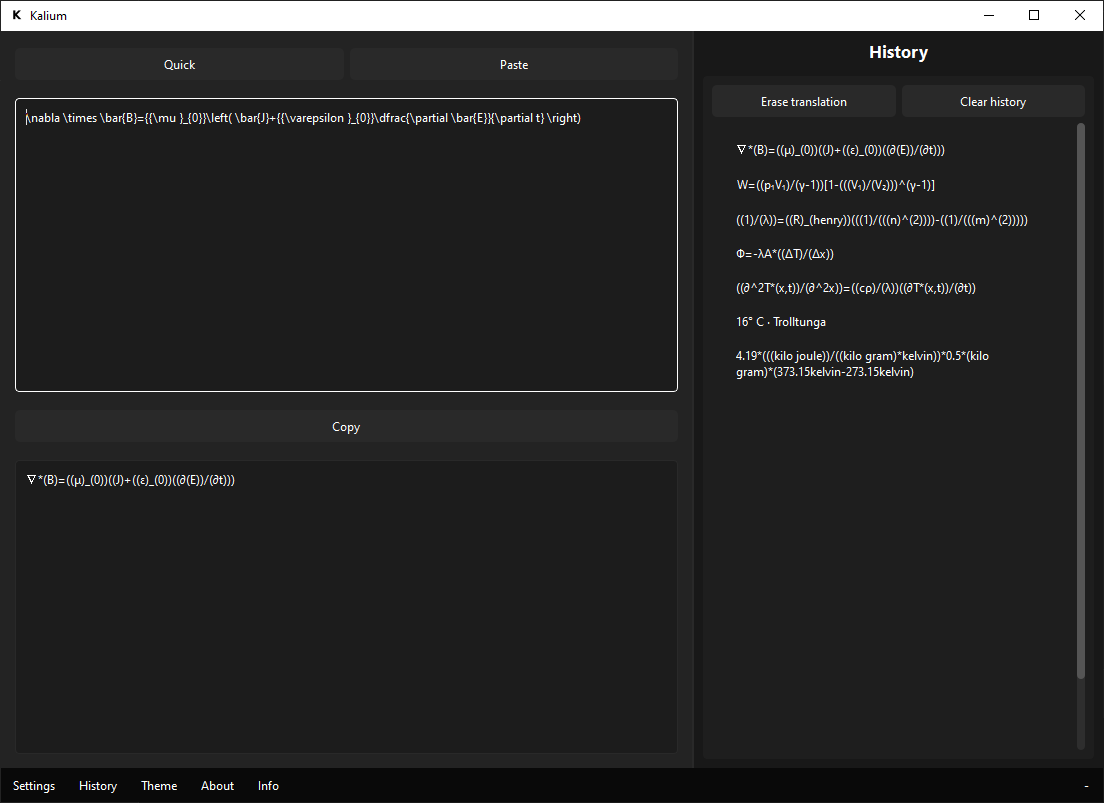 K Kalium
Quick
Paste
\nabla \times \bar{B}={{\mu }_{0}}\left( \bar{J}+{{\varepsilon }_{0}}\dfrac{\partial \bar{E}}{\partial t} \right)
Copy
∇*(B)=((μ)_(0))((J)+((ε)_(0))((∂(E))/(∂t)))
History
Erase translation
Clear history
∇*(B)=((μ)_(0))((J)+((ε)_(0))((∂(E))/(∂t)))
W=((p₁V₁)/(γ-1))[1-(((V₁)/(V₂)))^(γ-1)]
((1)/(λ))=((R)_(henry))(((1)/(((n)^(2))))-((1)/(((m)^(2)))))
Φ=-λA*((ΔT)/(Δx))
((∂^2T*(x,t))/(∂^2x))=((cρ)/(λ))((∂T*(x,t))/(∂t))
16° C · Trolltunga
4.19*(((kilo joule))/((kilo gram)*kelvin))*0.5*(kilo
gram)*(373.15kelvin-273.15kelvin)
Settings
History
Theme
About
Info
-